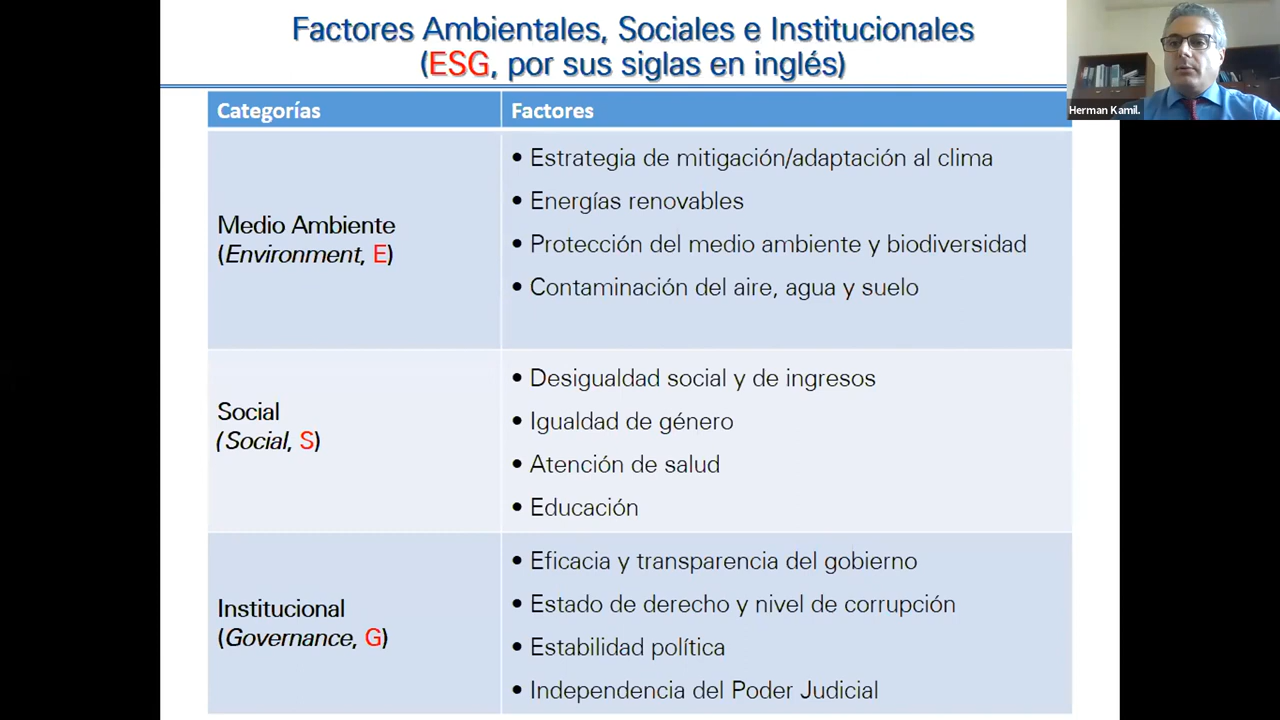 Factores Ambientales, Sociales e Institucionales
(ESG, por sus siglas en inglés)
Herman Kamil.
Categorías
Factores
Medio Ambiente
(Environment, E)
• Estrategia de mitigación/adaptación al clima
• Energías renovables
• Protección del medio ambiente y biodiversidad
• Contaminación del aire, agua y suelo
Social
(Social, S)
• Desigualdad social y de ingresos
• Igualdad de género
• Atención de salud
• Educación
Institucional
(Governance, G)
• Eficacia y transparencia del gobierno
• Estado de derecho y nivel de corrupción
• Estabilidad política
• Independencia del Poder Judicial